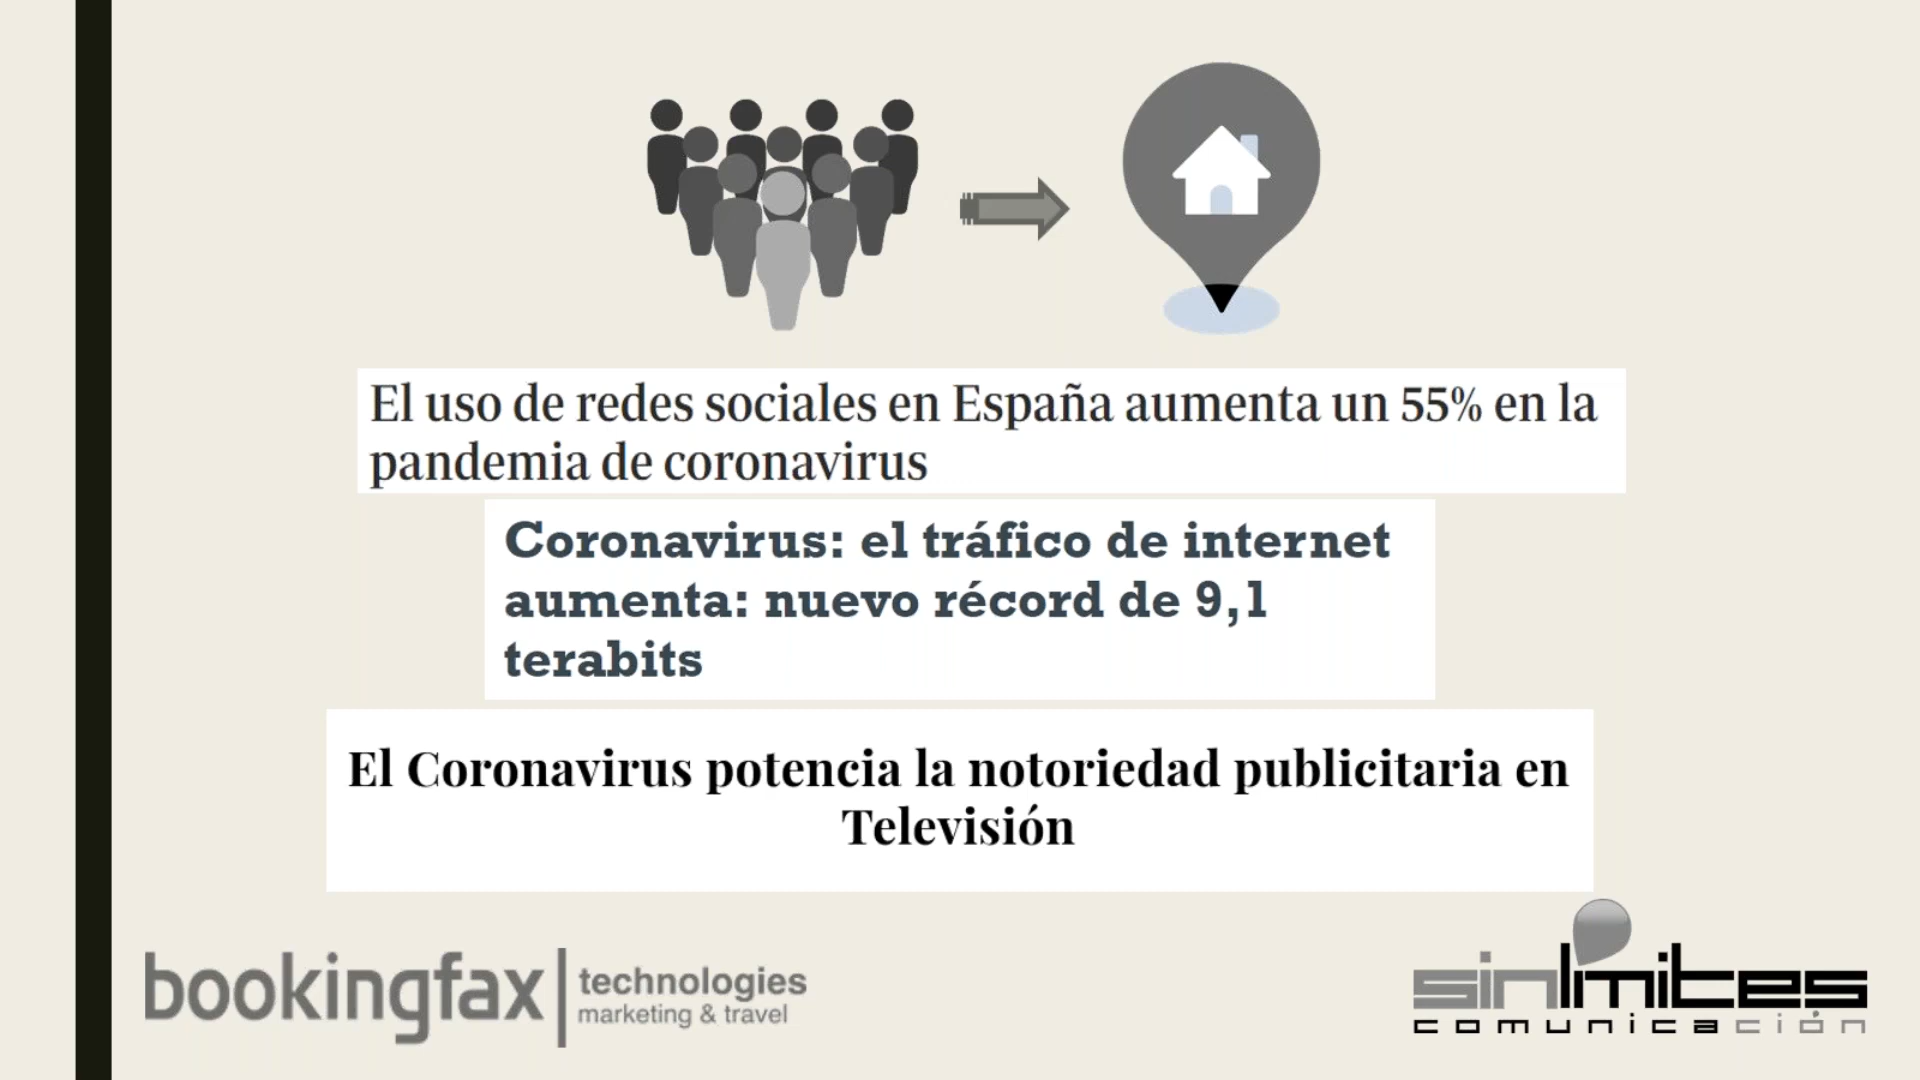 El uso de redes sociales en España aumenta un 55% en la
pandemia de coronavirus
Coronavirus: el tráfico de internet
aumenta: nuevo récord de 9,1
terabits
El Coronavirus potencia la notoriedad publicitaria en
Televisión
bookingfax
technologies
marketing & travel
sinlimites
comunicación